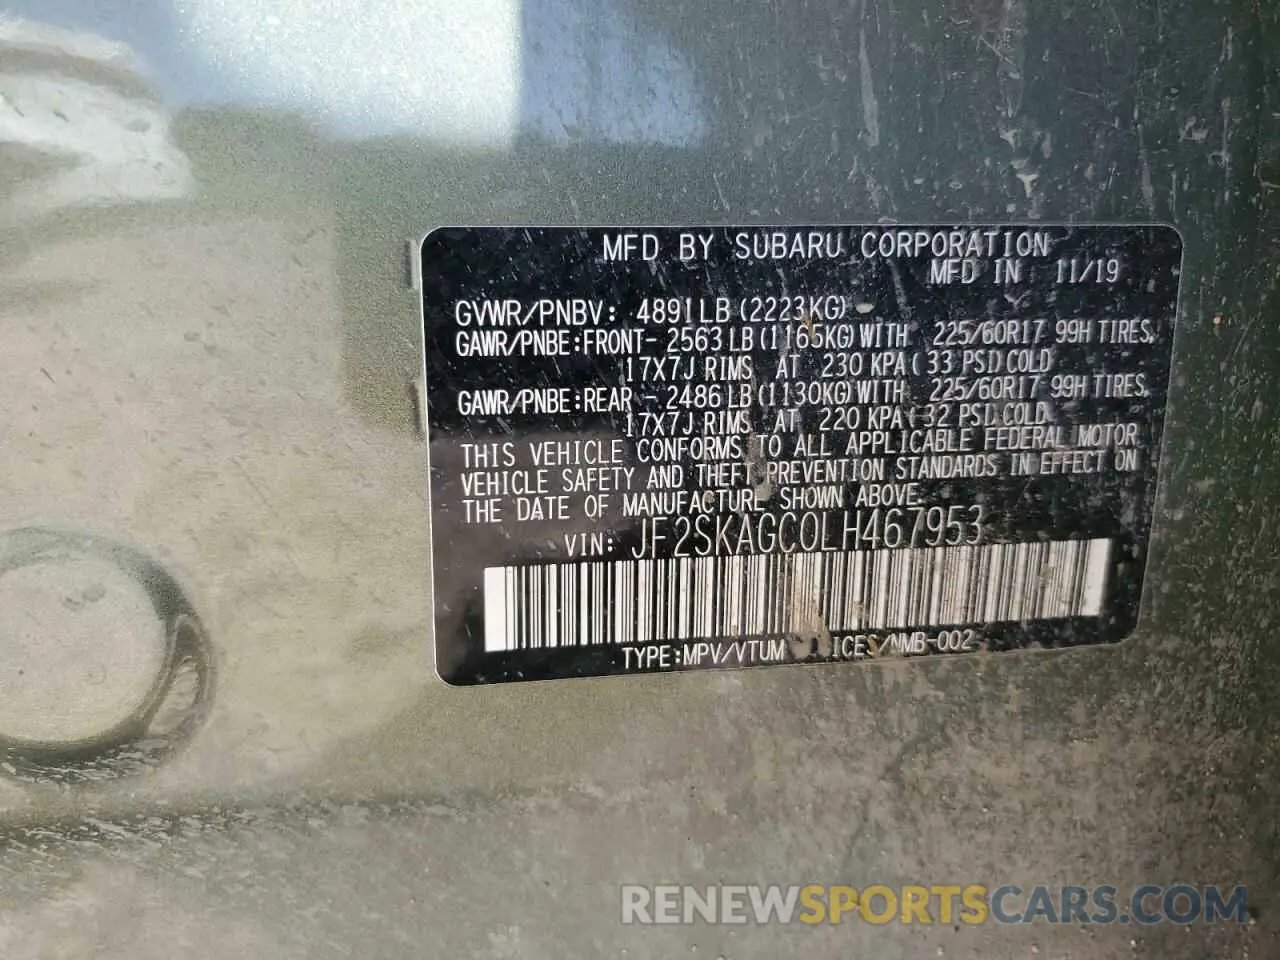 MFD BY SUBARU CORPORATION
MFD IN 11/19
GVWR/PNBV: 4891LB(2223KG)
GAWR/PNBE:FRONT- 2563LB(1165KG)WITH 225/60R17 99H TIRES,
17X7J RIMS AT 230 KPA(33 PSI)COLD
GAWR/PNBE:REAR - 2486LB(1130KG)WITH 225/60R17 99H TIRES,
17X7J RIMS AT 220 KPA(32 PSI)COLD
THIS VEHICLE CONFORMS TO ALL APPLICABLE FEDERAL MOTOR
VEHICLE SAFETY AND THEFT PREVENTION STANDARDS IN EFFECT ON
THE DATE OF MANUFACTURE SHOWN ABOVE.
VIN: JF2SKAGC0LH467953
TYPE:MPV/VTUM ICES/NMB-002
RENEWSPORTSCARS.COM